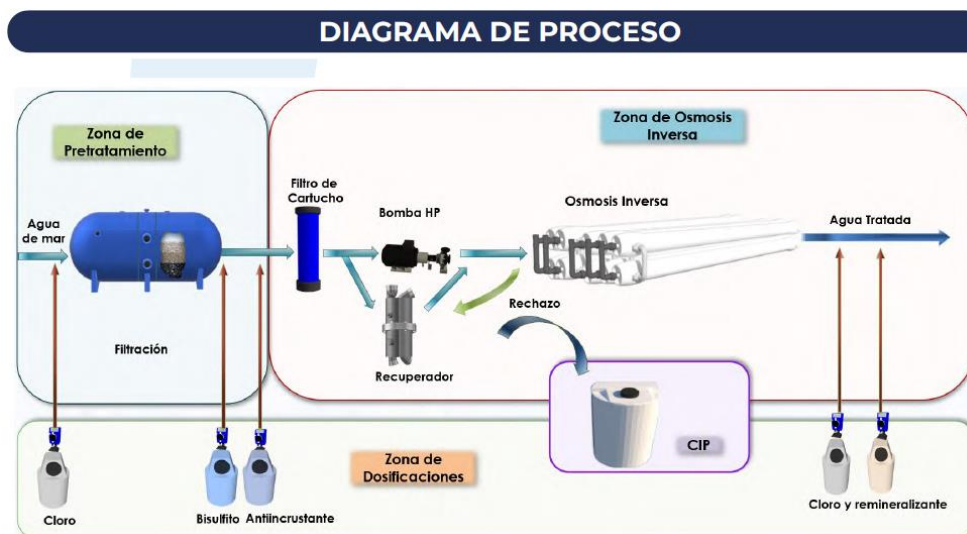 DIAGRAMA DE PROCESO
Zona de
Pretratamiento
Agua
de mar
Filtración
Zona de Osmosis
Inversa
Filtro de
Cartucho
Bomba HP
Osmosis Inversa
Agua Tratada
Rechazo
Recuperador
CIP
Zona de
Dosificaciones
Cloro
Bisulfito
Antiincrustante
Cloro y remineralizante